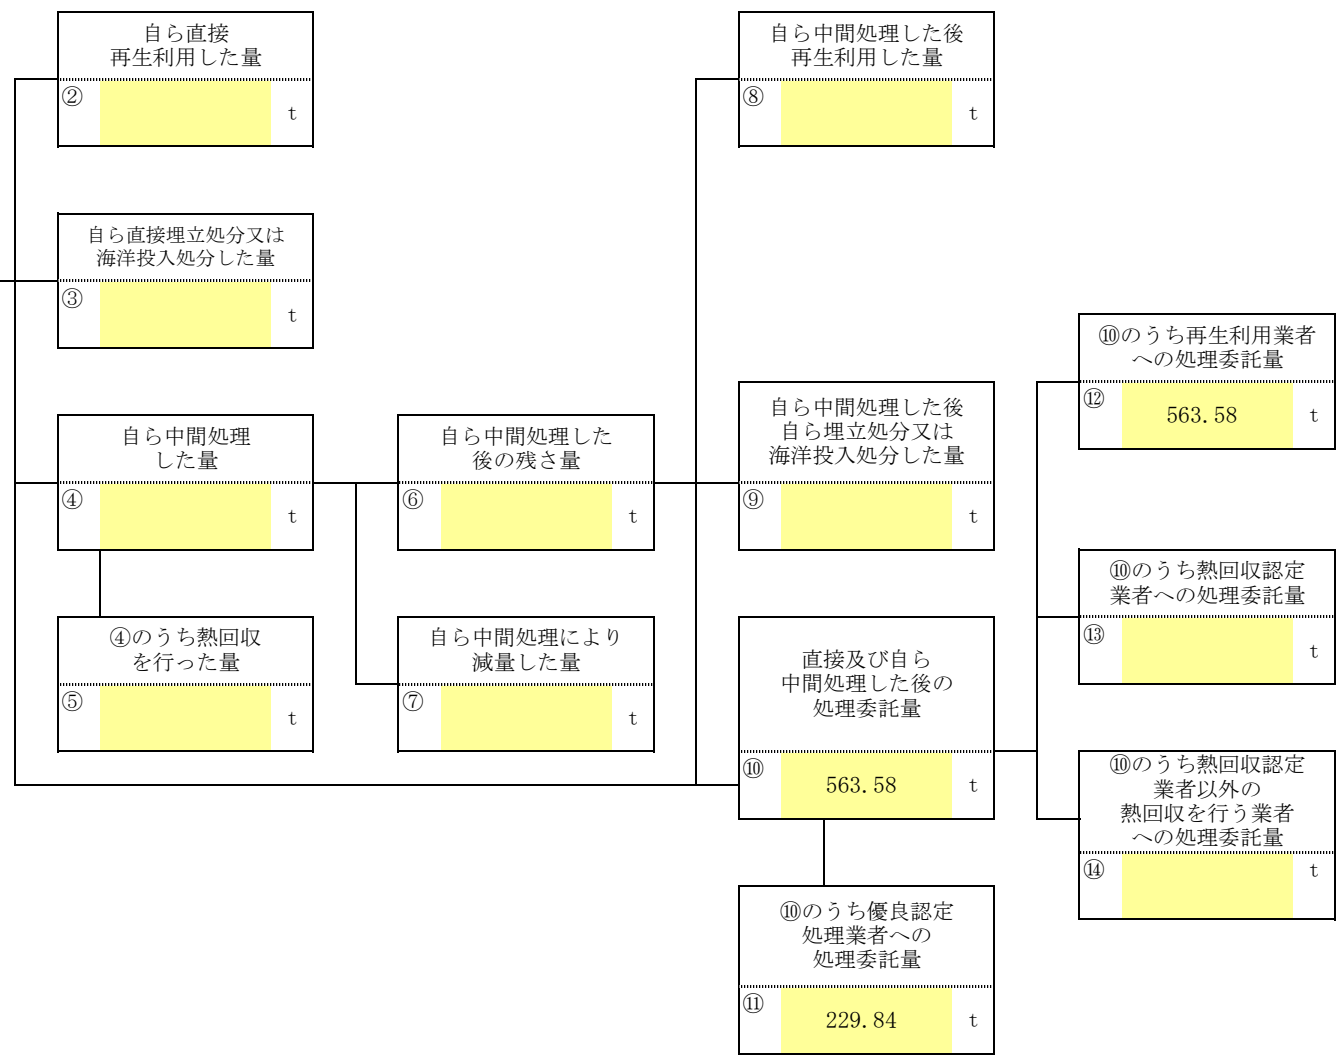 自ら直接
再生利用した量
②
t
自ら中間処理した後
再生利用した量
⑧
t
自ら直接埋立処分又は
海洋投入処分した量
③
t
⑩のうち再生利用業者
への処理委託量
⑫
563.58 t
自ら中間処理
した量
④
t
自ら中間処理した
後の残さ量
⑥
t
自ら中間処理した後
自ら埋立処分又は
海洋投入処分した量
⑨
t
⑩のうち熱回収認定
業者への処理委託量
⑬
t
④のうち熱回収
を行った量
⑤
t
自ら中間処理により
減量した量
⑦
t
直接及び自ら
中間処理した後の
処理委託量
⑩
563.58 t
⑩のうち熱回収認定
業者以外の
熱回収を行う業者
への処理委託量
⑭
t
⑩のうち優良認定
処理業者への
処理委託量
⑪
229.84 t